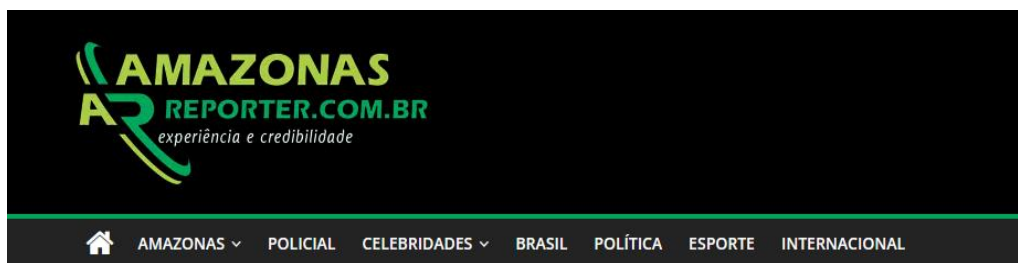 AMAZONAS
AR REPORTER.COM.BR
experiência e credibilidade
AMAZONAS POLICIAL CELEBRIDADES BRASIL POLÍTICA ESPORTE INTERNACIONAL